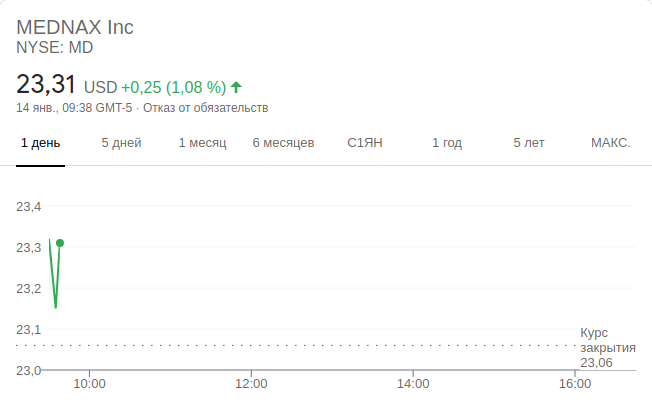 MEDNAX Inc
NYSE: MD
23,31 USD +0,25 (1,08 %)
14 янв., 09:38 GMT-5 · Отказ от обязательств
1 день 5 дней 1 месяц 6 месяцев С1ЯН 1 год 5 лет МАКС.
23,4
23,3
23,2
23,1
23,0
Курс
закрытия
23,06
10:00 12:00 14:00 16:00